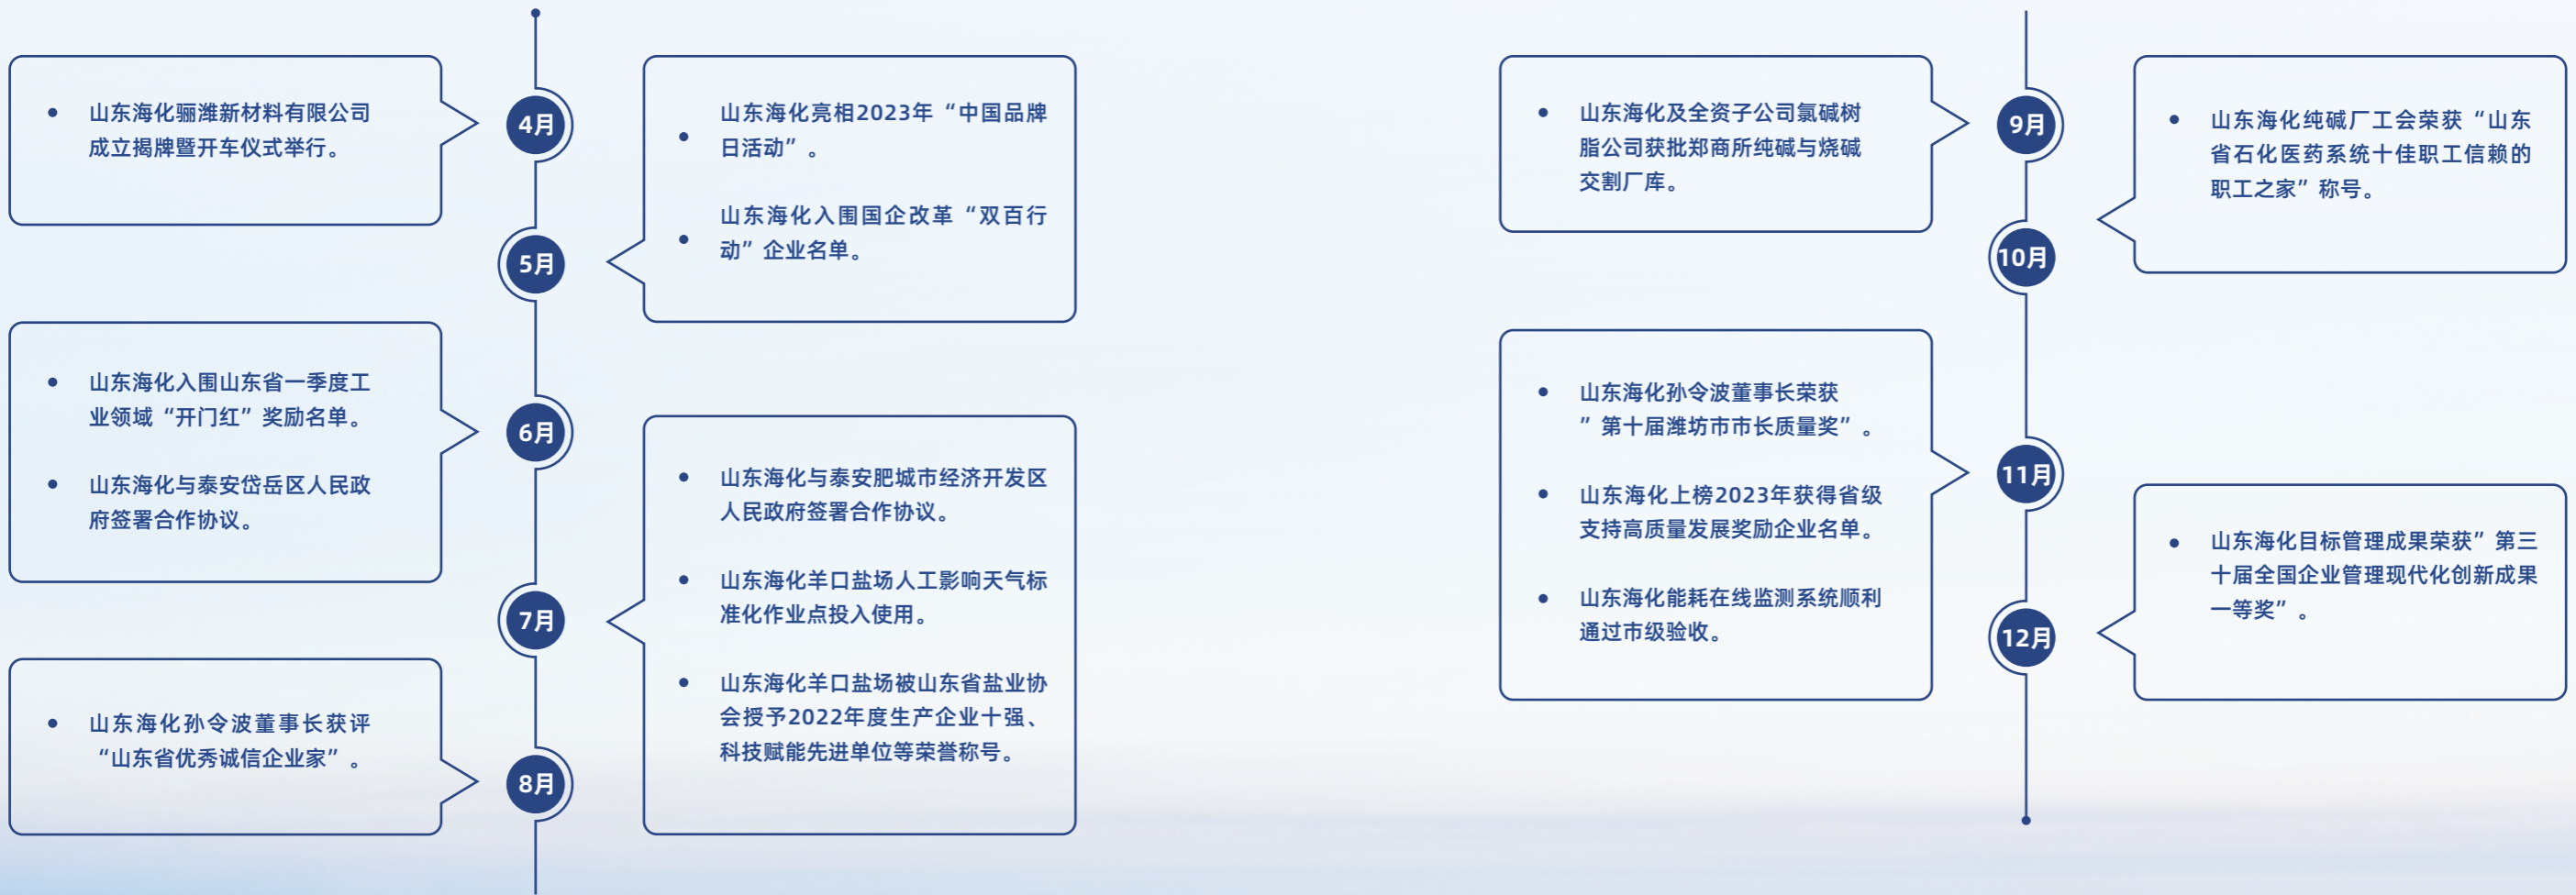 4月
山东海化骊潍新材料有限公司
成立揭牌暨开车仪式举行。
5月
山东海化亮相2023年“中国品牌
日活动”。
山东海化入围国企改革“双百行
动”企业名单。
6月
山东海化入围山东省一季度工
业领域“开门红”奖励名单。
山东海化与泰安岱岳区人民政
府签署合作协议。
7月
山东海化与泰安肥城市经济开发区
人民政府签署合作协议。
山东海化羊口盐场人工影响天气标
准化作业点投入使用。
山东海化羊口盐场被山东省盐业协
会授予2022年度生产企业十强、
科技赋能先进单位等荣誉称号。
8月
山东海化孙令波董事长获评
“山东省优秀诚信企业家”。
9月
山东海化及全资子公司氯碱树
脂公司获批郑商所纯碱与烧碱
交割厂库。
10月
山东海化纯碱厂工会荣获“山东
省石化医药系统十佳职工信赖的
职工之家”称号。
11月
山东海化孙令波董事长荣获
”第十届潍坊市市长质量奖”。
山东海化上榜2023年获得省级
支持高质量发展奖励企业名单。
山东海化能耗在线监测系统顺利
通过市级验收。
12月
山东海化目标管理成果荣获”第三
十届全国企业管理现代化创新成果
一等奖”。